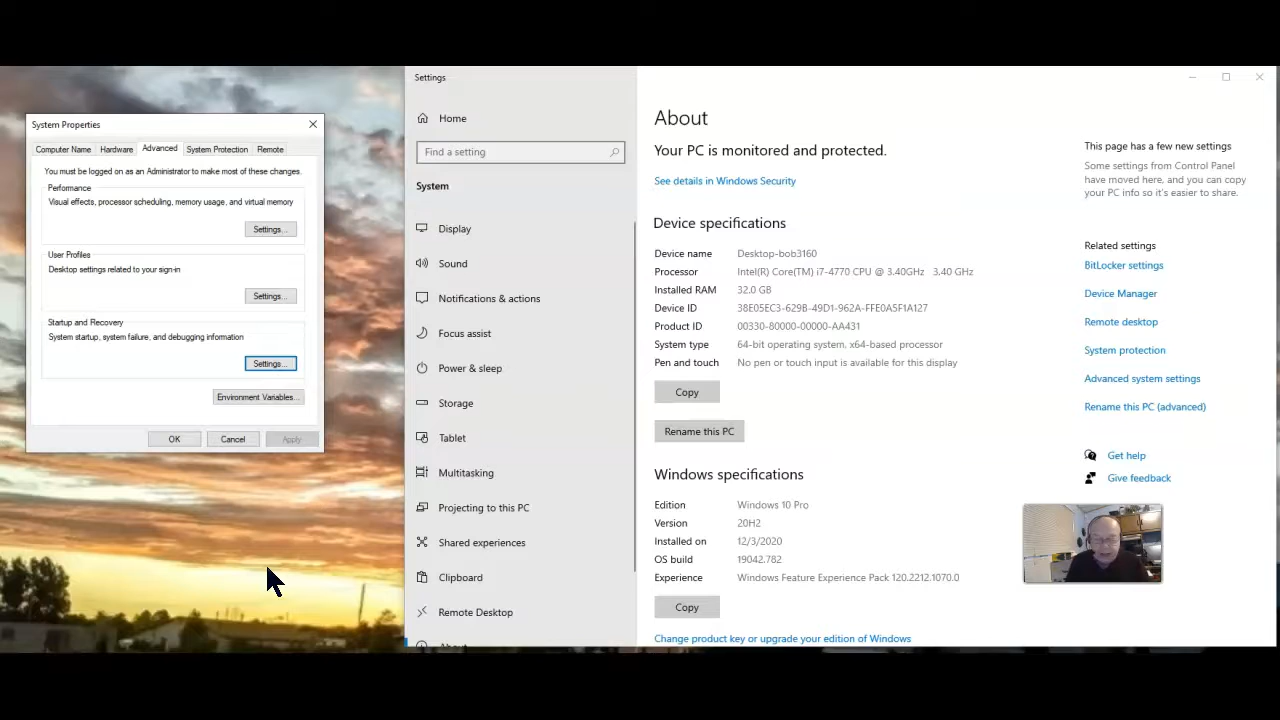 System Properties
Computer Name
Hardware
Advanced
System Protection
Remote
You must be logged on as an Administrator to make most of these changes.
Performance
Visual effects, processor scheduling, memory usage, and virtual memory
Settings...
User Profiles
Desktop settings related to your sign-in
Settings...
Startup and Recovery
System startup, system failure, and debugging information
Settings...
Environment Variables...
OK
Cancel
Apply
Settings
Home
Find a setting
System
Display
Sound
Notifications & actions
Focus assist
Power & sleep
Storage
Tablet
Multitasking
Projecting to this PC
Shared experiences
Clipboard
Remote Desktop
About
About
Your PC is monitored and protected.
See details in Windows Security
Device specifications
Device name Desktop-bob3160
Processor Intel(R) Core(TM) i7-4770 CPU @ 3.40GHz 3.40 GHz
Installed RAM 32.0 GB
Device ID 38E05EC3-629B-49D1-962A-FFE0A5F1A127
Product ID 00330-80000-00000-AA431
System type 64-bit operating system, x64-based processor
Pen and touch No pen or touch input is available for this display
Copy
Rename this PC
Windows specifications
Edition Windows 10 Pro
Version 20H2
Installed on 12/3/2020
OS build 19042.782
Experience Windows Feature Experience Pack 120.2212.1070.0
Copy
Change product key or upgrade your edition of Windows
This page has a few new settings
Some settings from Control Panel
have moved here, and you can copy
your PC info so it's easier to share.
Related settings
BitLocker settings
Device Manager
Remote desktop
System protection
Advanced system settings
Rename this PC (advanced)
Get help
Give feedback